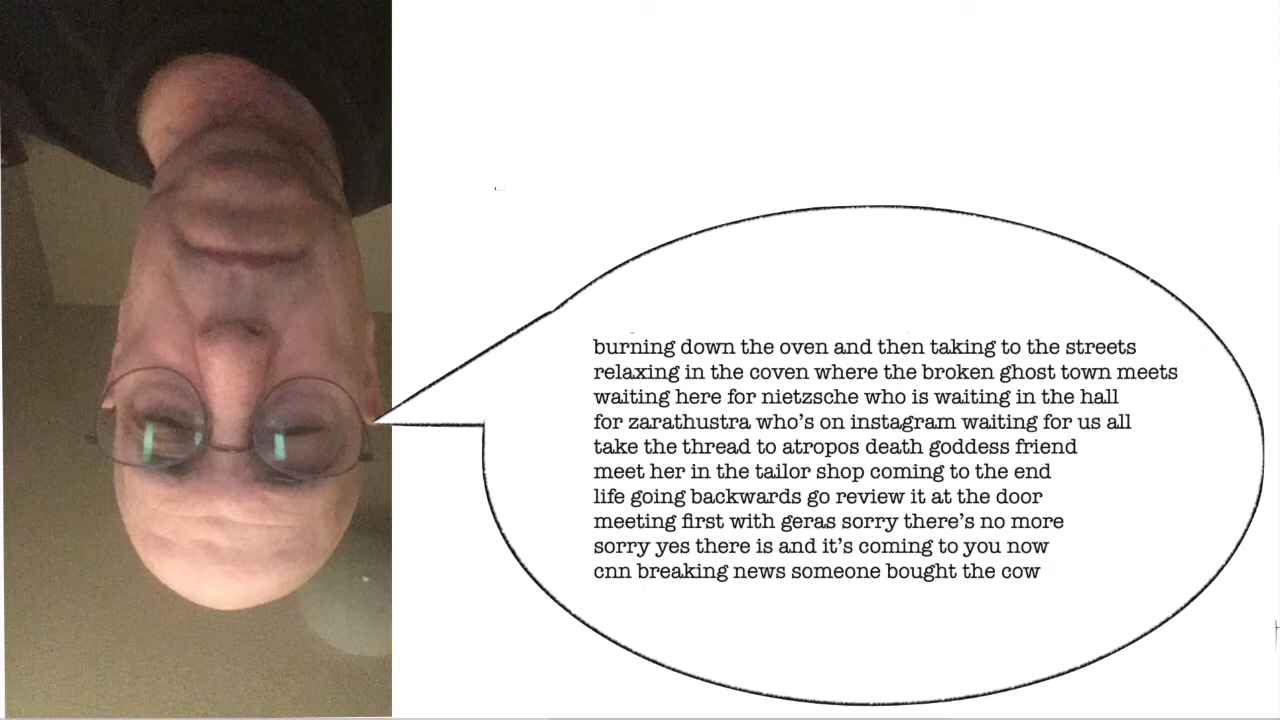 burning down the oven and then taking to the streets
relaxing in the coven where the broken ghost town meets
waiting here for nietzsche who is waiting in the hall
for zarathustra who's on instagram waiting for us all
take the thread to atropos death goddess friend
meet her in the tailor shop coming to the end
life going backwards go review it at the door
meeting first with geras sorry there's no more
sorry yes there is and it's coming to you now
cnn breaking news someone bought the cow